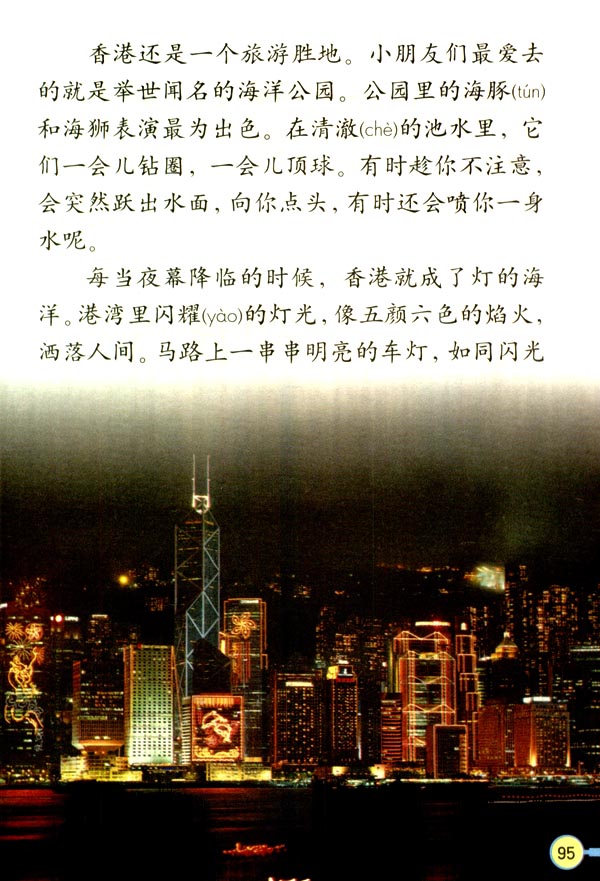 香港还是一个旅游胜地。小朋友们最爱去
的就是举世闻名的海洋公园。公园里的海豚(tún)
和海狮表演最为出色。在清澈(chè)的池水里，它
们一会儿钻圈，一会儿顶球。有时趁你不注意，
会突然跃出水面，向你点头，有时还会喷你一身
水呢。
每当夜幕降临的时候，香港就成了灯的海
洋。港湾里闪耀(yào)的灯光，像五颜六色的焰火，
洒落人间。马路上一串串明亮的车灯，如同闪光
95